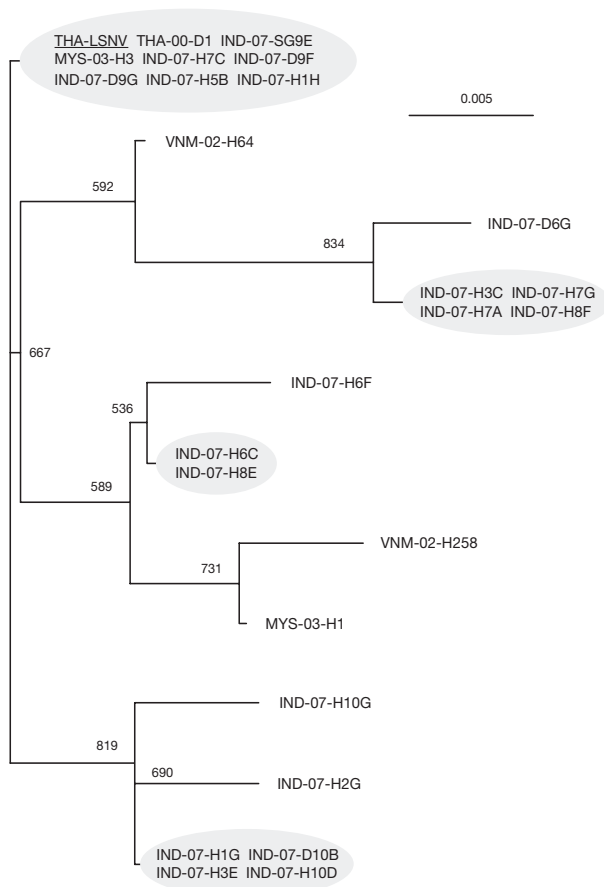 THA-LSNV THA-00-D1 IND-07-SG9E
MYS-03-H3 IND-07-H7C IND-07-D9F
IND-07-D9G IND-07-H5B IND-07-H1H
0.005
VNM-02-H64
592
IND-07-D6G
834
IND-07-H3C IND-07-H7G
IND-07-H7A IND-07-H8F
667
IND-07-H6F
536
IND-07-H6C
IND-07-H8E
589
VNM-02-H258
731
MYS-03-H1
IND-07-H10G
819
690
IND-07-H2G
IND-07-H1G IND-07-D10B
IND-07-H3E IND-07-H10D